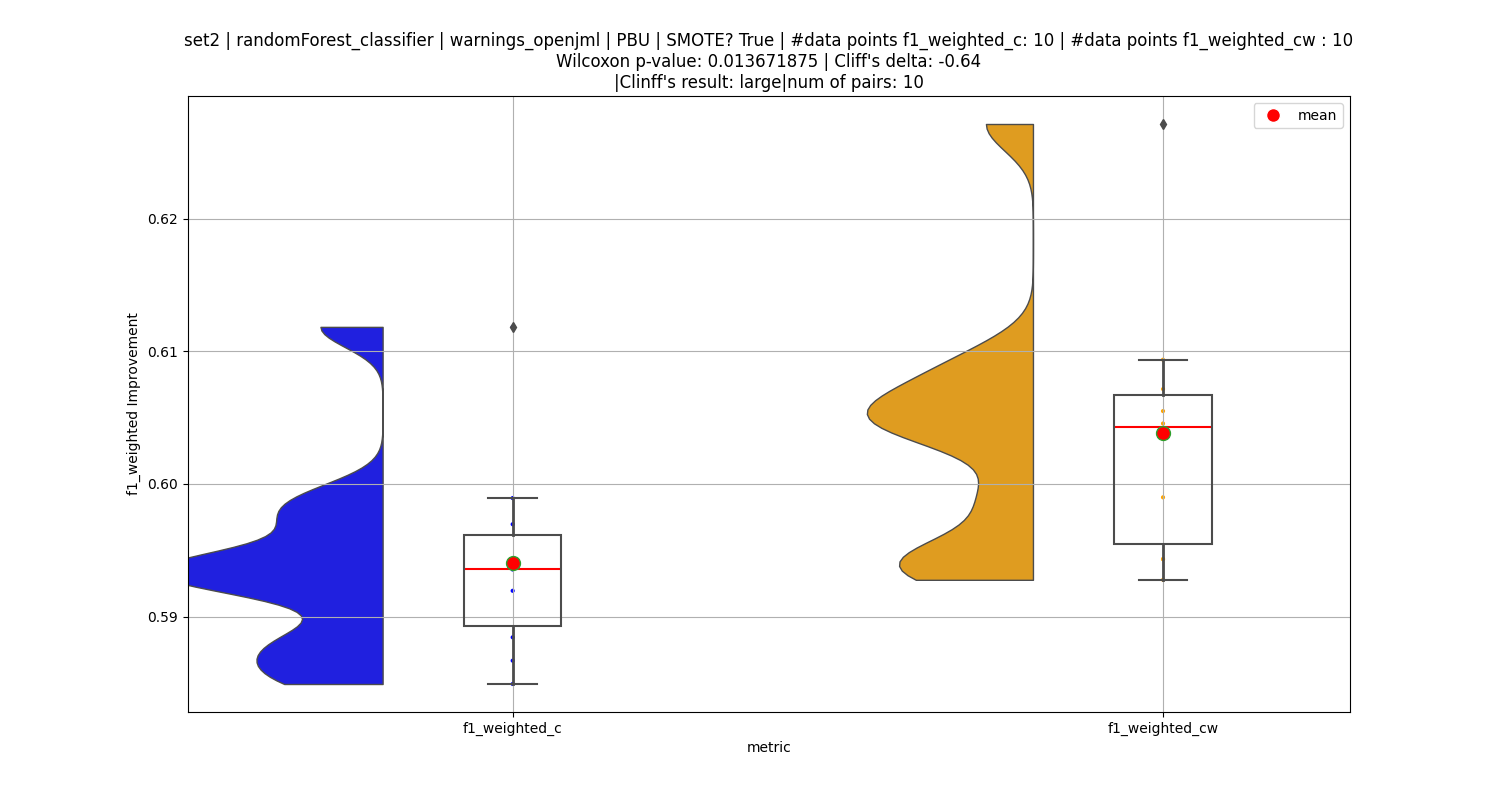 set2 | randomForest_classifier | warnings_openjml | PBU | SMOTE? True | #data points f1_weighted_c: 10 | #data points f1_weighted_cw : 10
Wilcoxon p-value: 0.013671875 | Cliff's delta: -0.64
|Clinff's result: large|num of pairs: 10
mean
0.62
0.61
0.60
0.59
f1_weighted Improvement
f1_weighted_c
f1_weighted_cw
metric